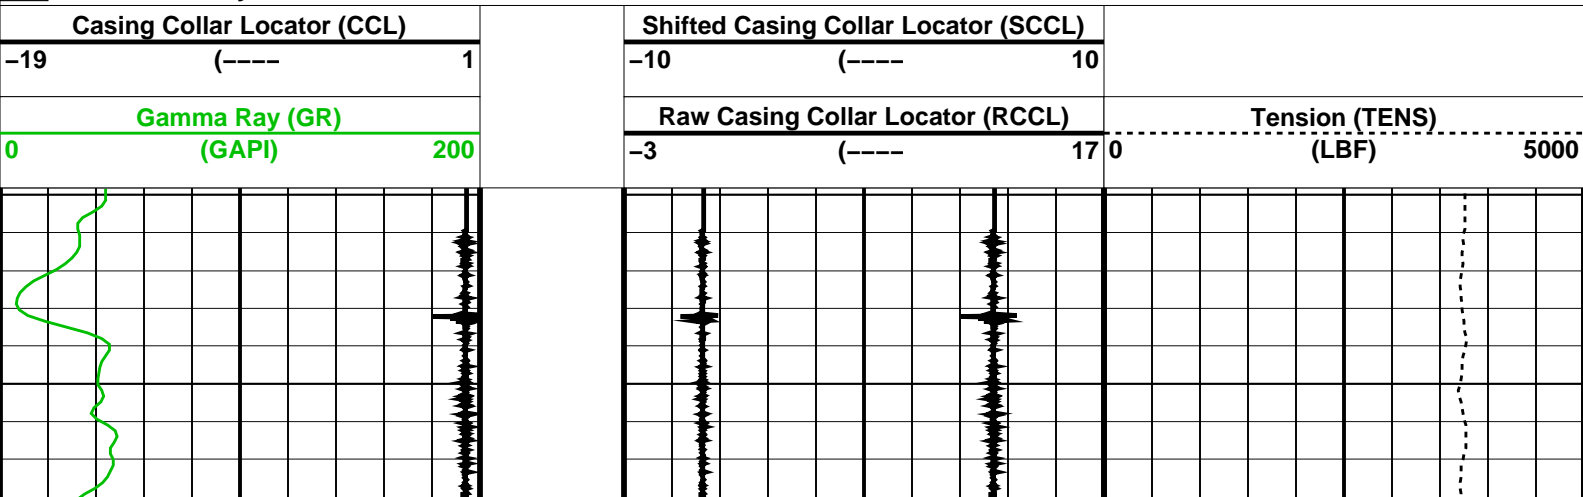 Casing Collar Locator (CCL)
−19 (−−−− 1
Gamma Ray (GR)
0 (GAPI) 200
Shifted Casing Collar Locator (SCCL)
−10 (−−−− 10
Raw Casing Collar Locator (RCCL)
−3 (−−−− 17
Tension (TENS)
0 (LBF) 5000